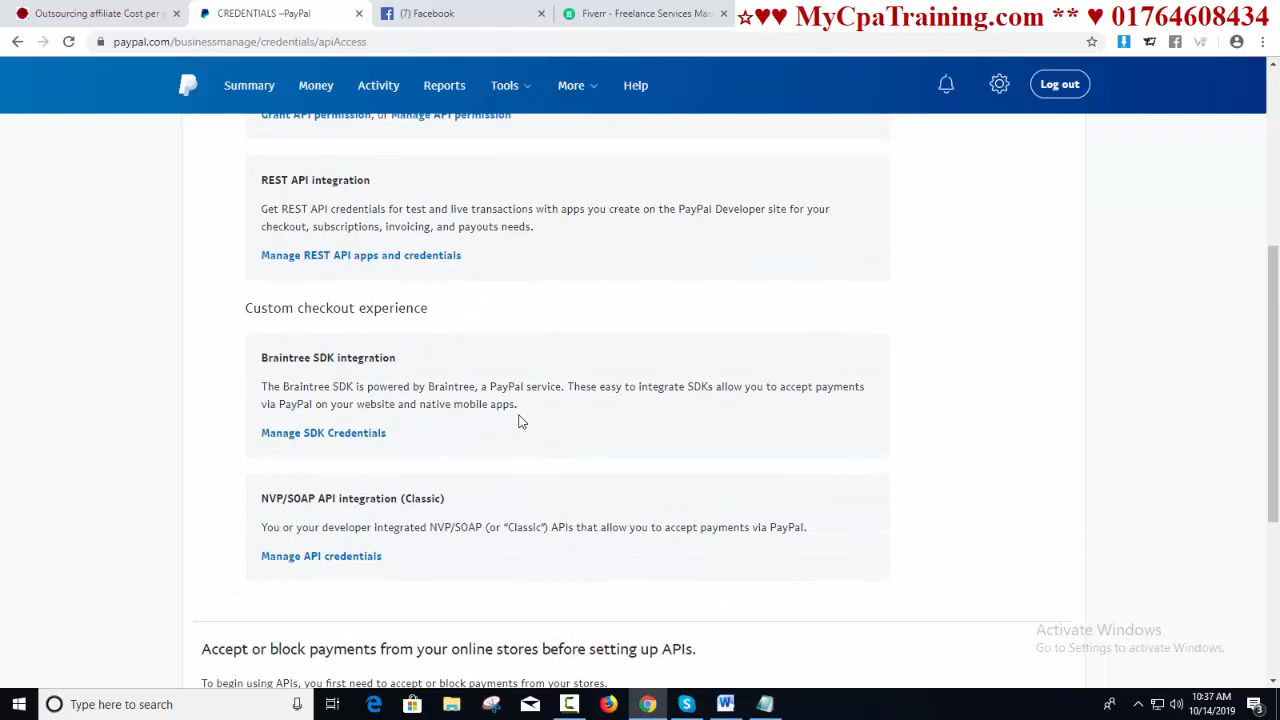 Outsourcing affiliate Cost per a
CREDENTIALS –PayPal
(7) Facebook
Fiverr - Freelance Services Mar
☆♥♥ MyCpaTraining.com ** ♥ 01764608434
paypal.com/businessmanage/credentials/apiAccess
Summary Money Activity Reports Tools More Help Log out
Grant API permission, or Manage API permission
REST API integration
Get REST API credentials for test and live transactions with apps you create on the PayPal Developer site for your
checkout, subscriptions, invoicing, and payouts needs.
Manage REST API apps and credentials
Custom checkout experience
Braintree SDK integration
The Braintree SDK is powered by Braintree, a PayPal service. These easy to integrate SDKs allow you to accept payments
via PayPal on your website and native mobile apps.
Manage SDK Credentials
NVP/SOAP API integration (Classic)
You or your developer integrated NVP/SOAP (or “Classic”) APIs that allow you to accept payments via PayPal.
Manage API credentials
Accept or block payments from your online stores before setting up APIs.
To begin using APIs, you first need to accept or block payments from your stores.
Activate Windows
Go to Settings to activate Windows.
Type here to search
10:37 AM
10/14/2019
3